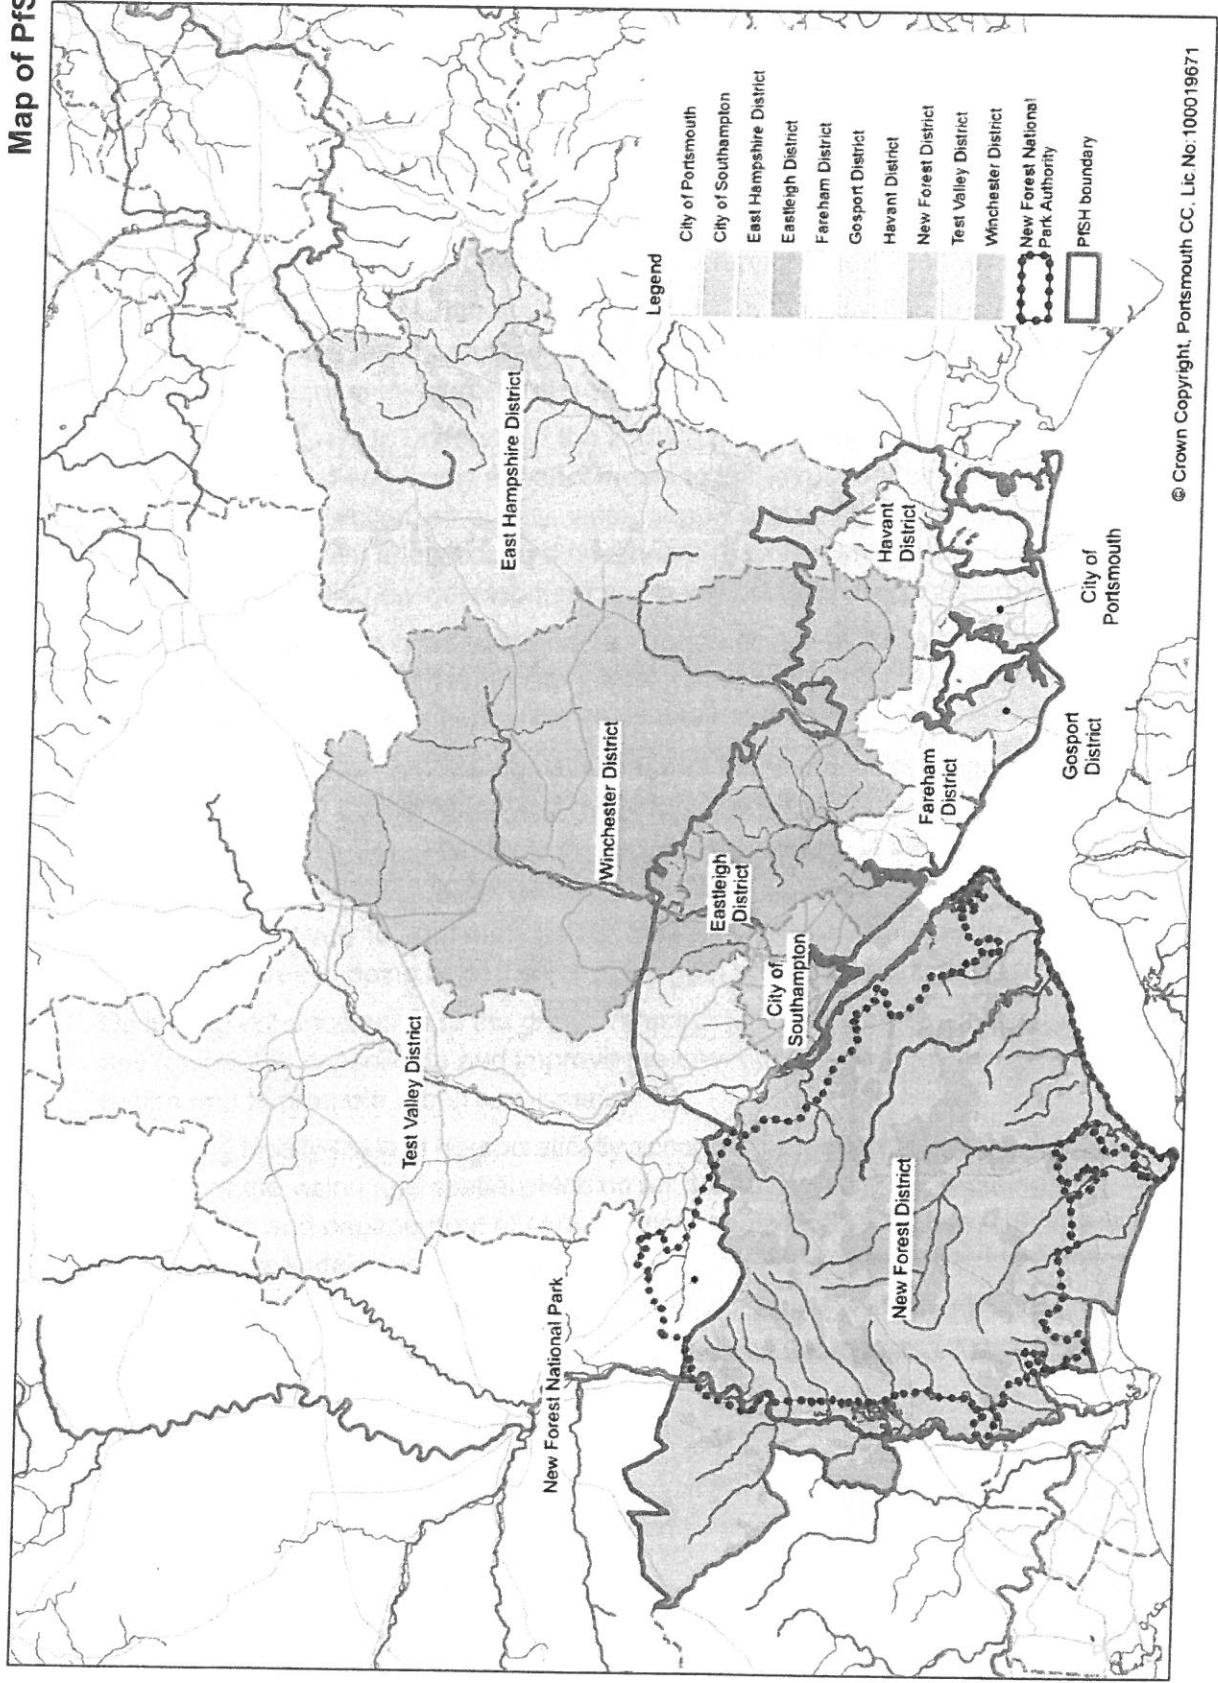 Map of PfS
East Hampshire District
Winchester District
Test Valley District
New Forest National Park
Eastleigh
District
City of
Southampton
New Forest District
Havant
District
Fareham
District
City of
Portsmouth
Gosport
District
Legend
City of Portsmouth
City of Southampton
East Hampshire District
Eastleigh District
Fareham District
Gosport District
Havant District
New Forest District
Test Valley District
Winchester District
New Forest National
Park Authority
PfSH boundary
© Crown Copyright, Portsmouth CC. Lic.No:100019671